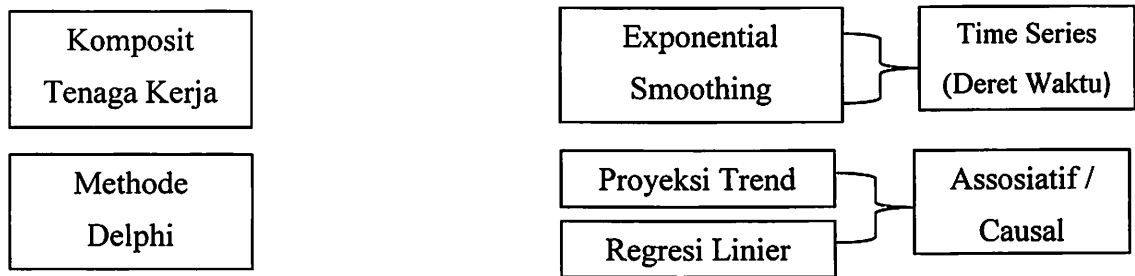 Komposit
Tenaga Kerja
Exponential
Smoothing
Time Series
(Deret Waktu)
Methode
Delphi
Proyeksi Trend
Regresi Linier
Assosiatif /
Causal